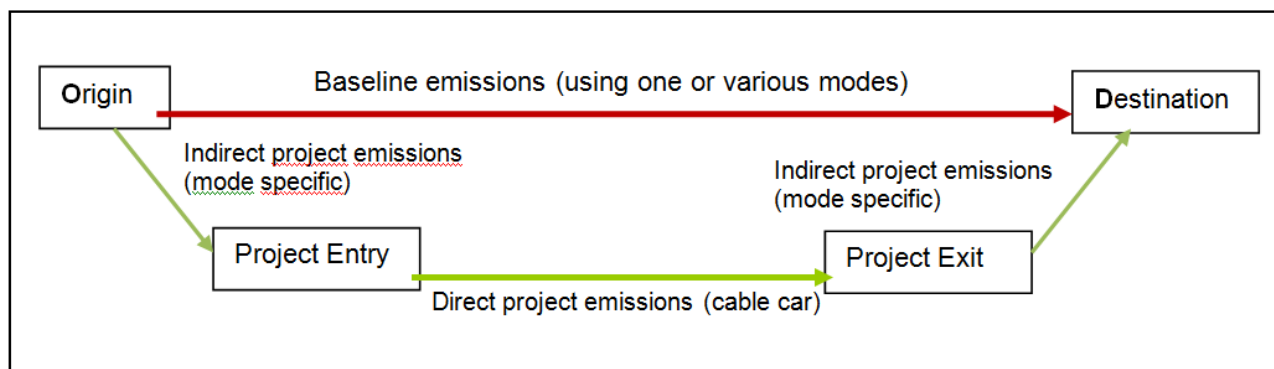 Baseline emissions (using one or various modes)
Origin
Destination
Indirect project emissions
(mode specific)
Indirect project emissions
(mode specific)
Project Entry
Project Exit
Direct project emissions (cable car)